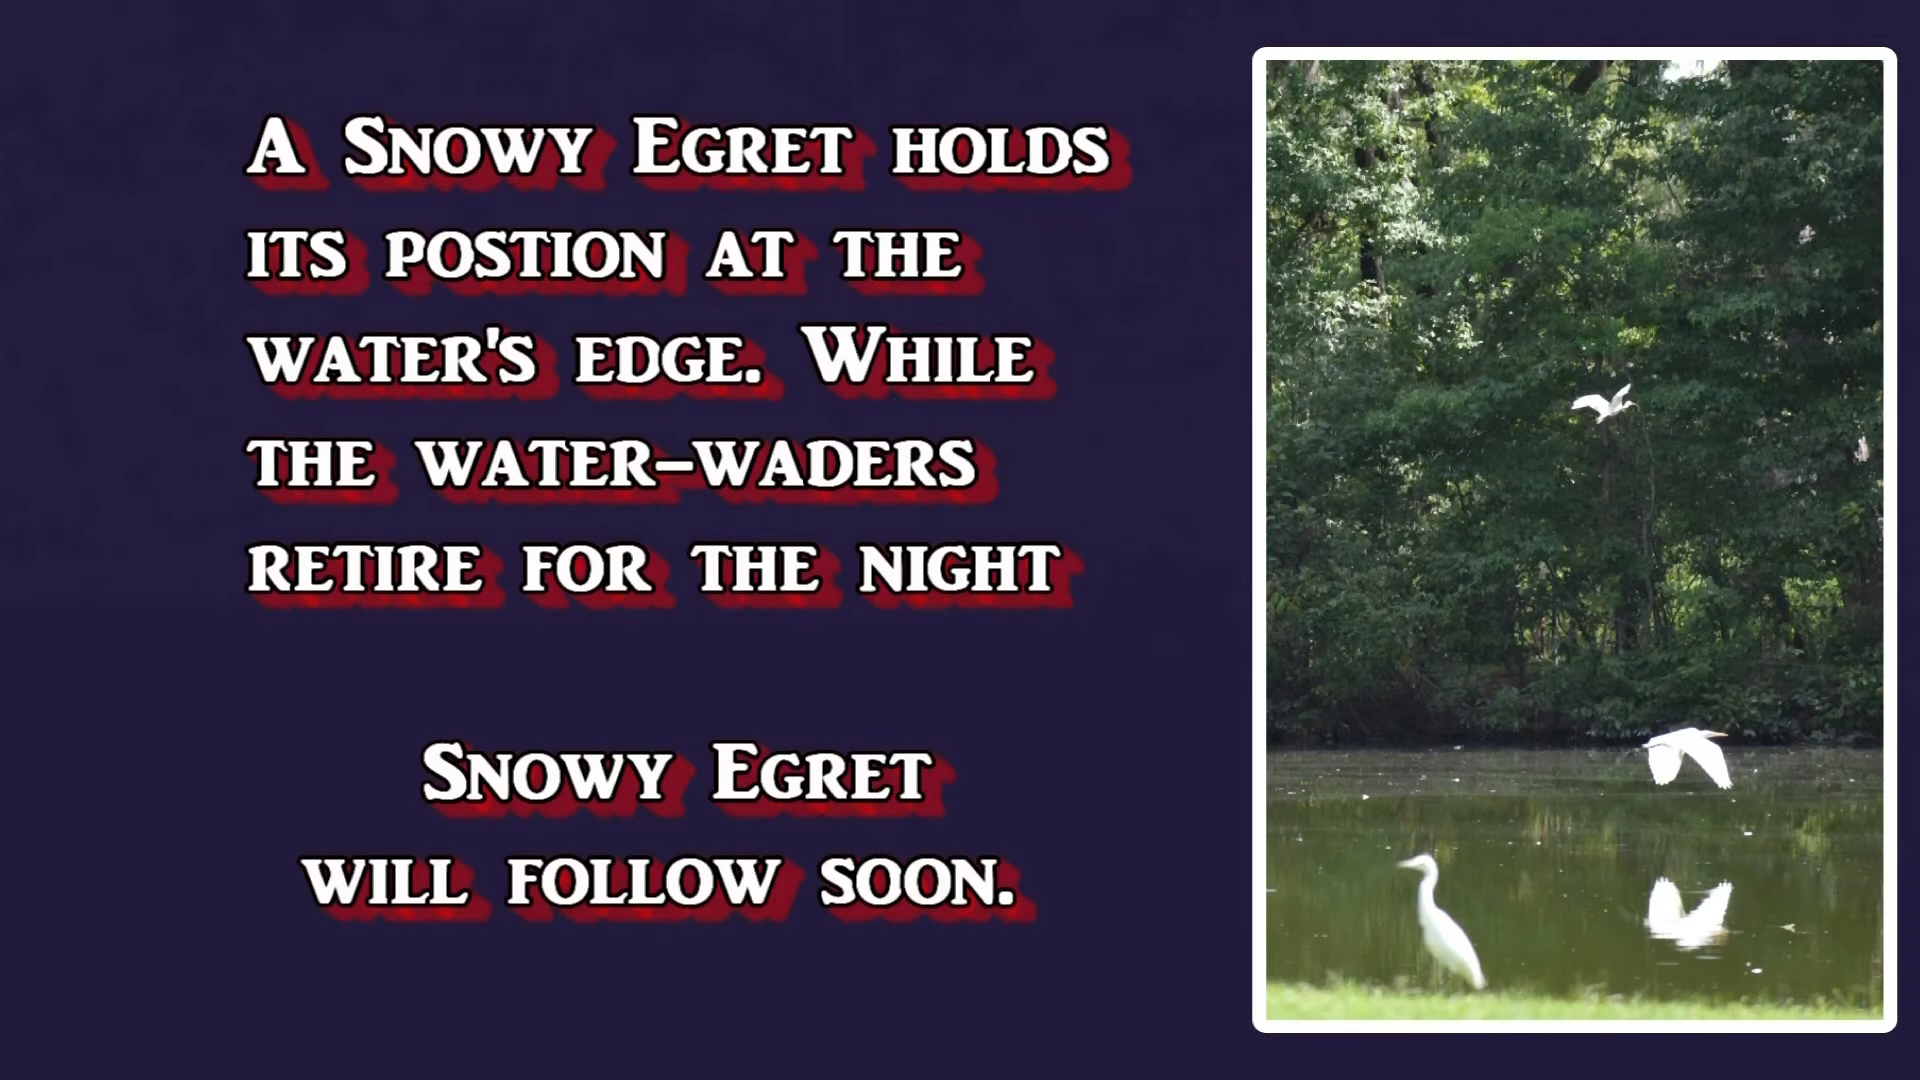 A Snowy Egret holds
its postion at the
water's edge. While
the water-waders
retire for the night
Snowy Egret
will follow soon.